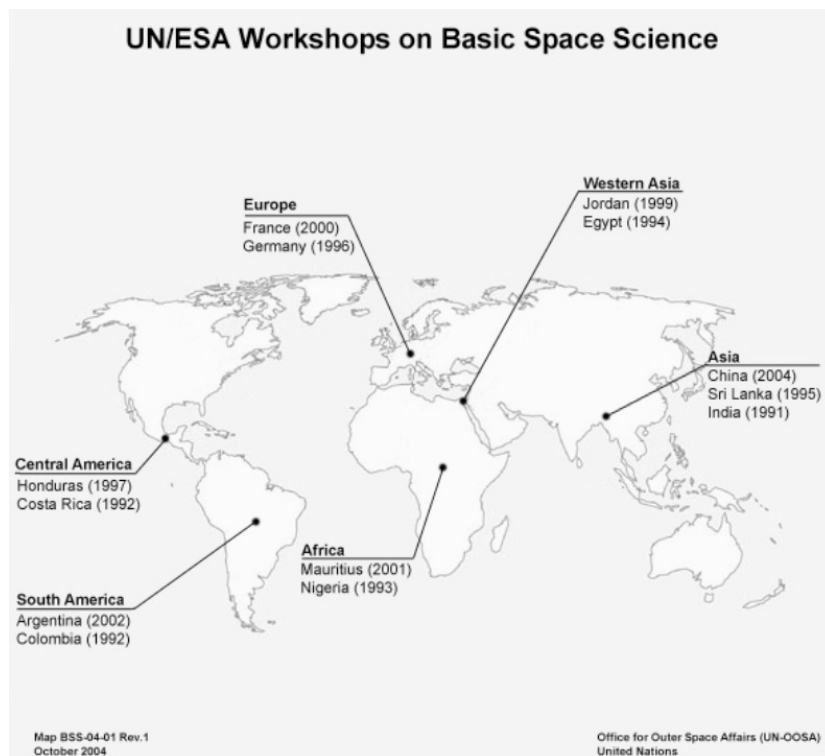 UN/ESA Workshops on Basic Space Science
Western Asia
Jordan (1999)
Egypt (1994)
Europe
France (2000)
Germany (1996)
Asia
China (2004)
Sri Lanka (1995)
India (1991)
Central America
Honduras (1997)
Costa Rica (1992)
Africa
Mauritius (2001)
Nigeria (1993)
South America
Argentina (2002)
Colombia (1992)
Map BSS-04-01 Rev.1
October 2004
Office for Outer Space Affairs (UN-OOSA)
United Nations